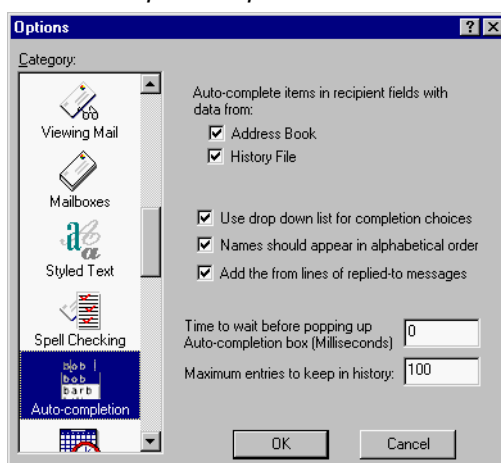 Options
Category:
Viewing Mail
Mailboxes
Styled Text
Spell Checking
Auto-completion
Auto-complete items in recipient fields with
data from:
Address Book
History File
Use drop down list for completion choices
Names should appear in alphabetical order
Add the from lines of replied-to messages
Time to wait before popping up
Auto-completion box (Milliseconds)
0
Maximum entries to keep in history:
100
OK
Cancel